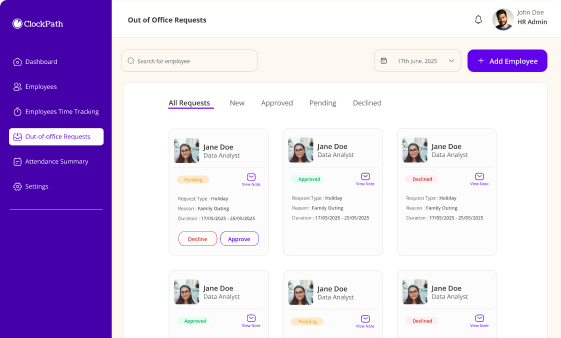 ClockPath
Out of Office Requests
John Doe
HR Admin
Dashboard
Employees
Employees Time Tracking
Out-of-office Requests
Attendance Summary
Settings
Search for employee
17th June, 2025
+ Add Employee
All Requests New Approved Pending Declined
Jane Doe
Data Analyst
Pending
View Note
Request Type : Holiday
Reason : Family Outing
Duration : 17/05/2025 - 25/05/2025
Decline Approve
Jane Doe
Data Analyst
Approved
View Note
Request Type : Holiday
Reason : Family Outing
Duration : 17/05/2025 - 25/05/2025
Jane Doe
Data Analyst
Declined
View Note
Request Type : Holiday
Reason : Family Outing
Duration : 17/05/2025 - 25/05/2025
Jane Doe
Data Analyst
Approved
View Note
Jane Doe
Data Analyst
Pending
View Note
Jane Doe
Data Analyst
Declined
View Note